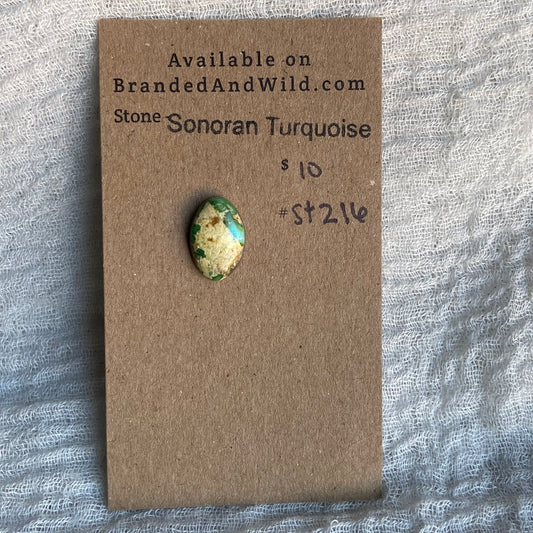 Available on
BrandedAndWild.com
Stone- Sonoran Turquoise
$ 10
#St216